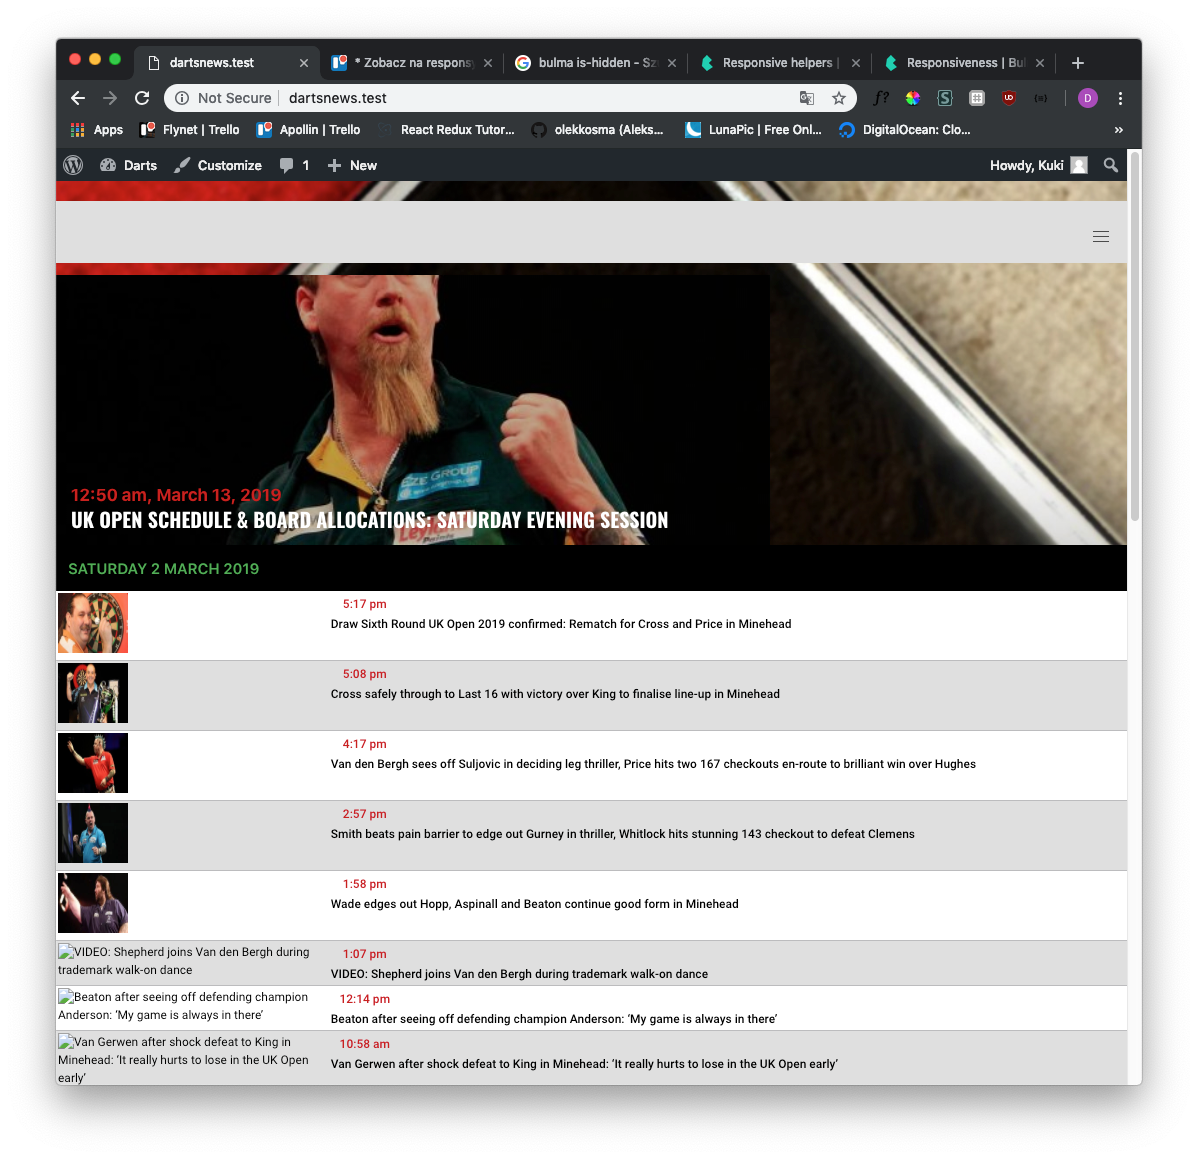 dartsnews.test
* Zobacz na responsy
bulma is-hidden - Sz
Responsive helpers |
Responsiveness | Bul
Not Secure
dartsnews.test
f?
UD
D
Apps
Flynet | Trello
Apollin | Trello
React Redux Tutor...
olekkosma (Aleks...
LunaPic | Free Onl...
DigitalOcean: Clo...
»
Darts
Customize
1
New
Howdy, Kuki
EZE GROUP
12:50 am, March 13, 2019
UK OPEN SCHEDULE & BOARD ALLOCATIONS: SATURDAY EVENING SESSION
SATURDAY 2 MARCH 2019
5:17 pm
Draw Sixth Round UK Open 2019 confirmed: Rematch for Cross and Price in Minehead
5:08 pm
Cross safely through to Last 16 with victory over King to finalise line-up in Minehead
4:17 pm
Van den Bergh sees off Suljovic in deciding leg thriller, Price hits two 167 checkouts en-route to brilliant win over Hughes
2:57 pm
Smith beats pain barrier to edge out Gurney in thriller, Whitlock hits stunning 143 checkout to defeat Clemens
1:58 pm
Wade edges out Hopp, Aspinall and Beaton continue good form in Minehead
VIDEO: Shepherd joins Van den Bergh during
trademark walk-on dance
1:07 pm
VIDEO: Shepherd joins Van den Bergh during trademark walk-on dance
Beaton after seeing off defending champion
Anderson: ‘My game is always in there’
12:14 pm
Beaton after seeing off defending champion Anderson: ‘My game is always in there’
Van Gerwen after shock defeat to King in
Minehead: ‘It really hurts to lose in the UK Open
early’
10:58 am
Van Gerwen after shock defeat to King in Minehead: ‘It really hurts to lose in the UK Open early’